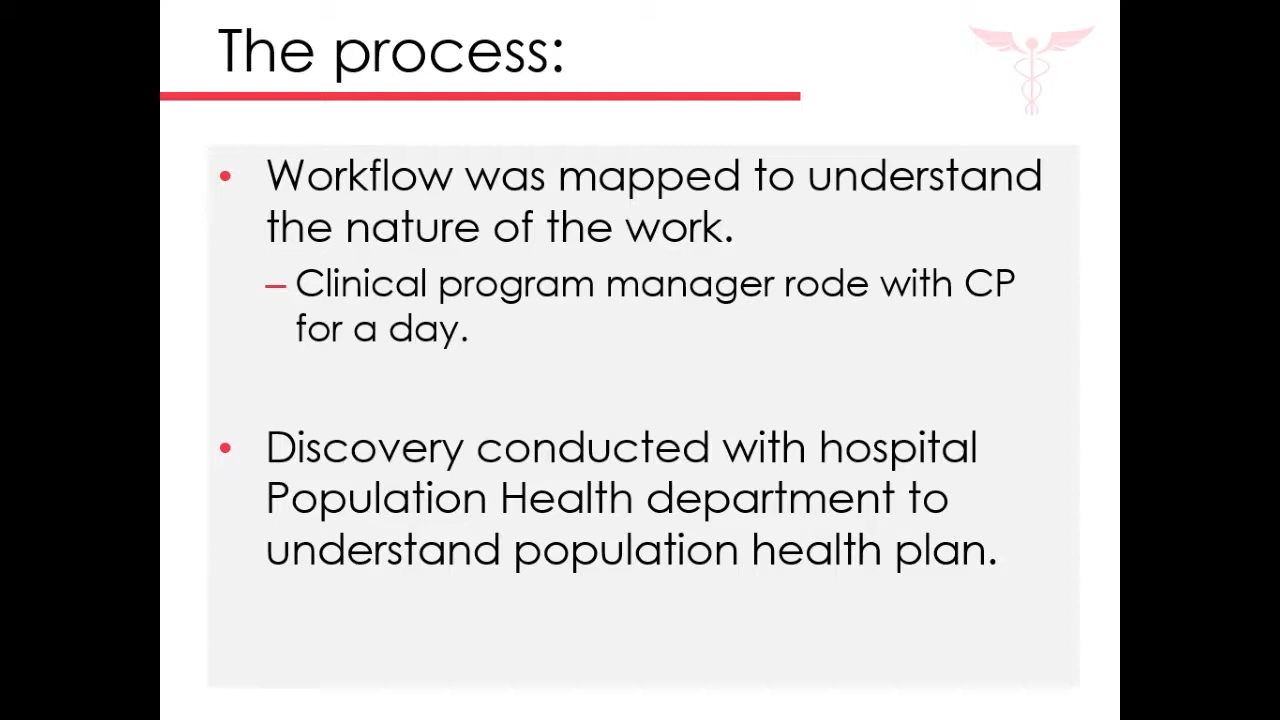 The process:
• Workflow was mapped to understand
the nature of the work.
– Clinical program manager rode with CP
for a day.
• Discovery conducted with hospital
Population Health department to
understand population health plan.